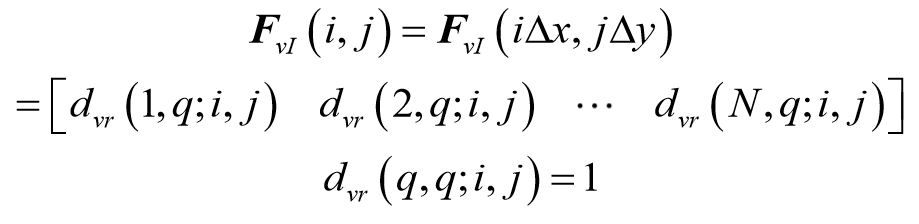 F_{vI}(i, j) = F_{vI}(iΔx, jΔy)
= [d_{vr}(1, q; i, j) d_{vr}(2, q; i, j) ⋯ d_{vr}(N, q; i, j)]
d_{vr}(q, q; i, j) = 1